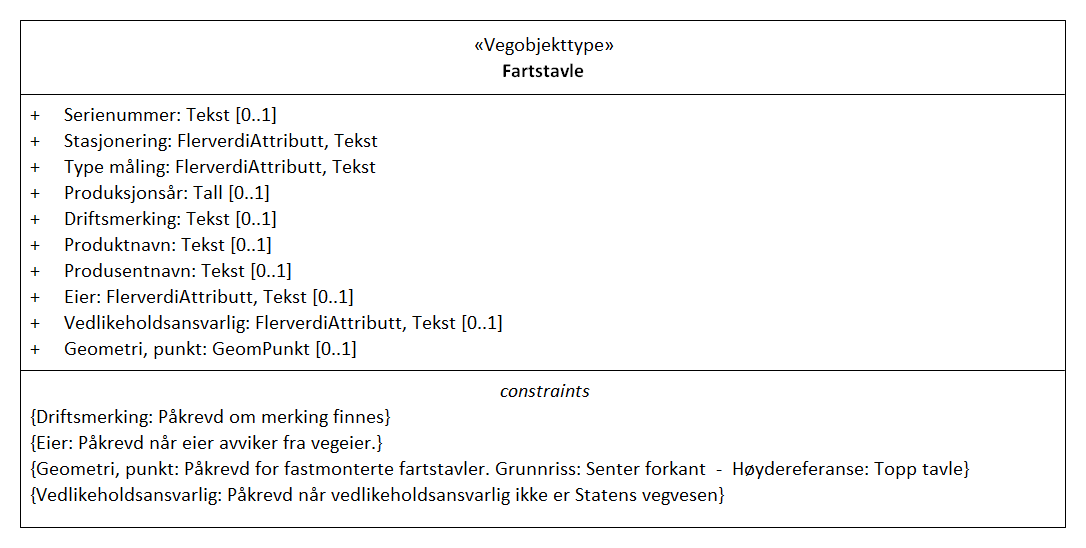 «Vegobjekttype»
Fartstavle
+ Serienummer: Tekst [0..1]
+ Stasjonering: FlerverdiAttributt, Tekst
+ Type måling: FlerverdiAttributt, Tekst
+ Produksjonsår: Tall [0..1]
+ Driftsmerking: Tekst [0..1]
+ Produktnavn: Tekst [0..1]
+ Produsentnavn: Tekst [0..1]
+ Eier: FlerverdiAttributt, Tekst [0..1]
+ Vedlikeholdsansvarlig: FlerverdiAttributt, Tekst [0..1]
+ Geometri, punkt: GeomPunkt [0..1]
constraints
{Driftsmerking: Påkrevd om merking finnes}
{Eier: Påkrevd når eier avviker fra vegeier.}
{Geometri, punkt: Påkrevd for fastmonterte fartstavler. Grunnriss: Senter forkant - Høydereferanse: Topp tavle}
{Vedlikeholdsansvarlig: Påkrevd når vedlikeholdsansvarlig ikke er Statens vegvesen}